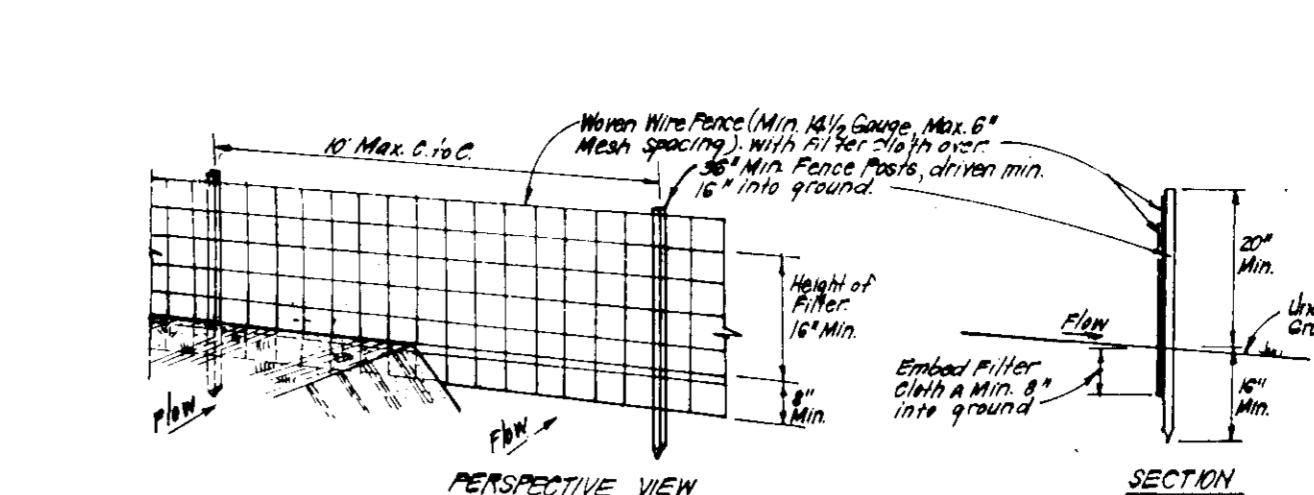 Woven Wire Fence (Min. 14½ Gauge, Max. 6"
Mesh spacing) with Filter cloth over.
36" Min. Fence Posts, driven min.
16" into ground.
10' Max. C. to C.
Height of
Filter.
16" Min.
8"
Min.
Flow
Flow
PERSPECTIVE VIEW
20"
Min.
Flow
Embed Filter
Cloth a Min. 8"
into ground
16"
Min.
SECTION